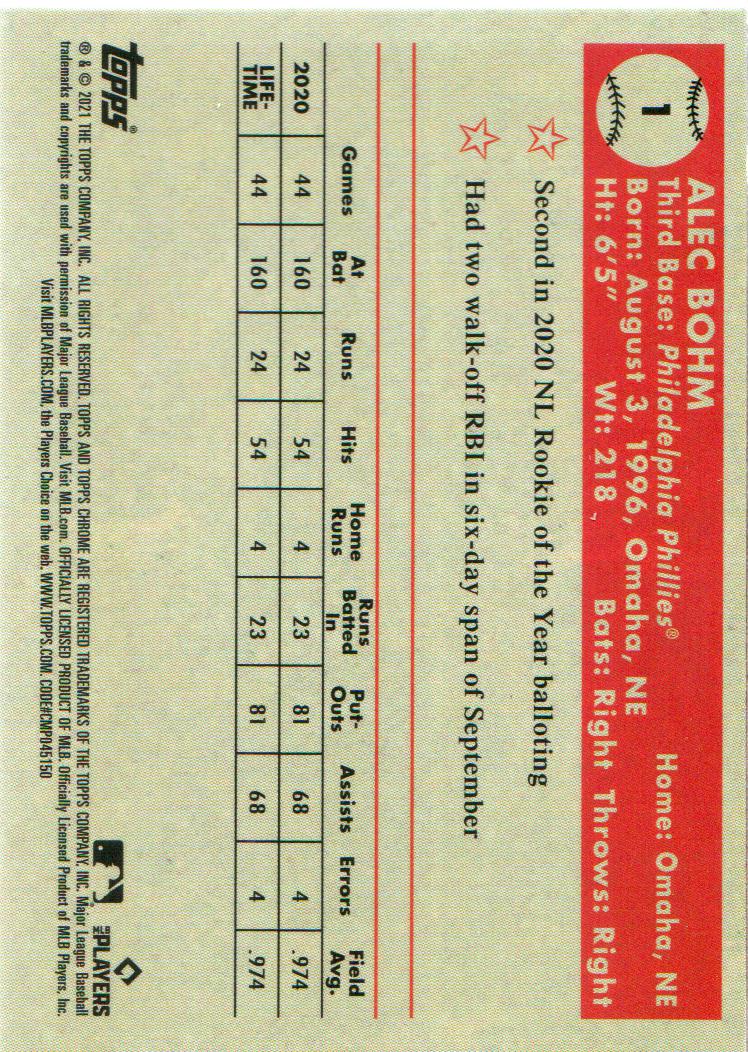 1
ALEC BOHM
Third Base: Philadelphia Phillies® Home: Omaha, NE
Born: August 3, 1996, Omaha, NE
Ht: 6'5" Wt: 218 Bats: Right Throws: Right
Second in 2020 NL Rookie of the Year balloting
Had two walk-off RBI in six-day span of September
Games At Bat Runs Hits Home Runs Runs Batted In Put-Outs Assists Errors Field Avg.
2020 44 160 24 54 4 23 81 68 4 .974
LIFE-TIME 44 160 24 54 4 23 81 68 4 .974
topps®
MLB PLAYERS
® & © 2021 THE TOPPS COMPANY, INC. ALL RIGHTS RESERVED. TOPPS AND TOPPS CHROME ARE REGISTERED TRADEMARKS OF THE TOPPS COMPANY, INC. Major League Baseball
trademarks and copyrights are used with permission of Major League Baseball. Visit MLB.com. OFFICIALLY LICENSED PRODUCT OF MLB. Officially Licensed Product of MLB Players, Inc.
Visit MLBPLAYERS.COM, the Players Choice on the web. WWW.TOPPS.COM. CODE#CMP145150